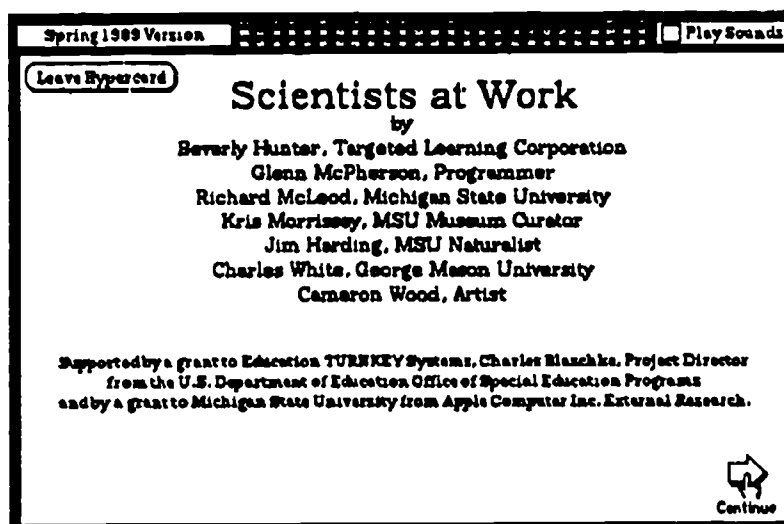 Spring 1989 Version
Play Sounds
Leave Hypercard
Scientists at Work
by
Beverly Hunter, Targeted Learning Corporation
Glenn McPherson, Programmer
Richard McLeod, Michigan State University
Kris Morrissey, MSU Museum Curator
Jim Harding, MSU Naturalist
Charles White, George Mason University
Cameron Wood, Artist
Supported by a grant to Education TURNKEY Systems, Charles Blaschke, Project Director
from the U.S. Department of Education Office of Special Education Programs
and by a grant to Michigan State University from Apple Computer Inc. External Research.
Continue